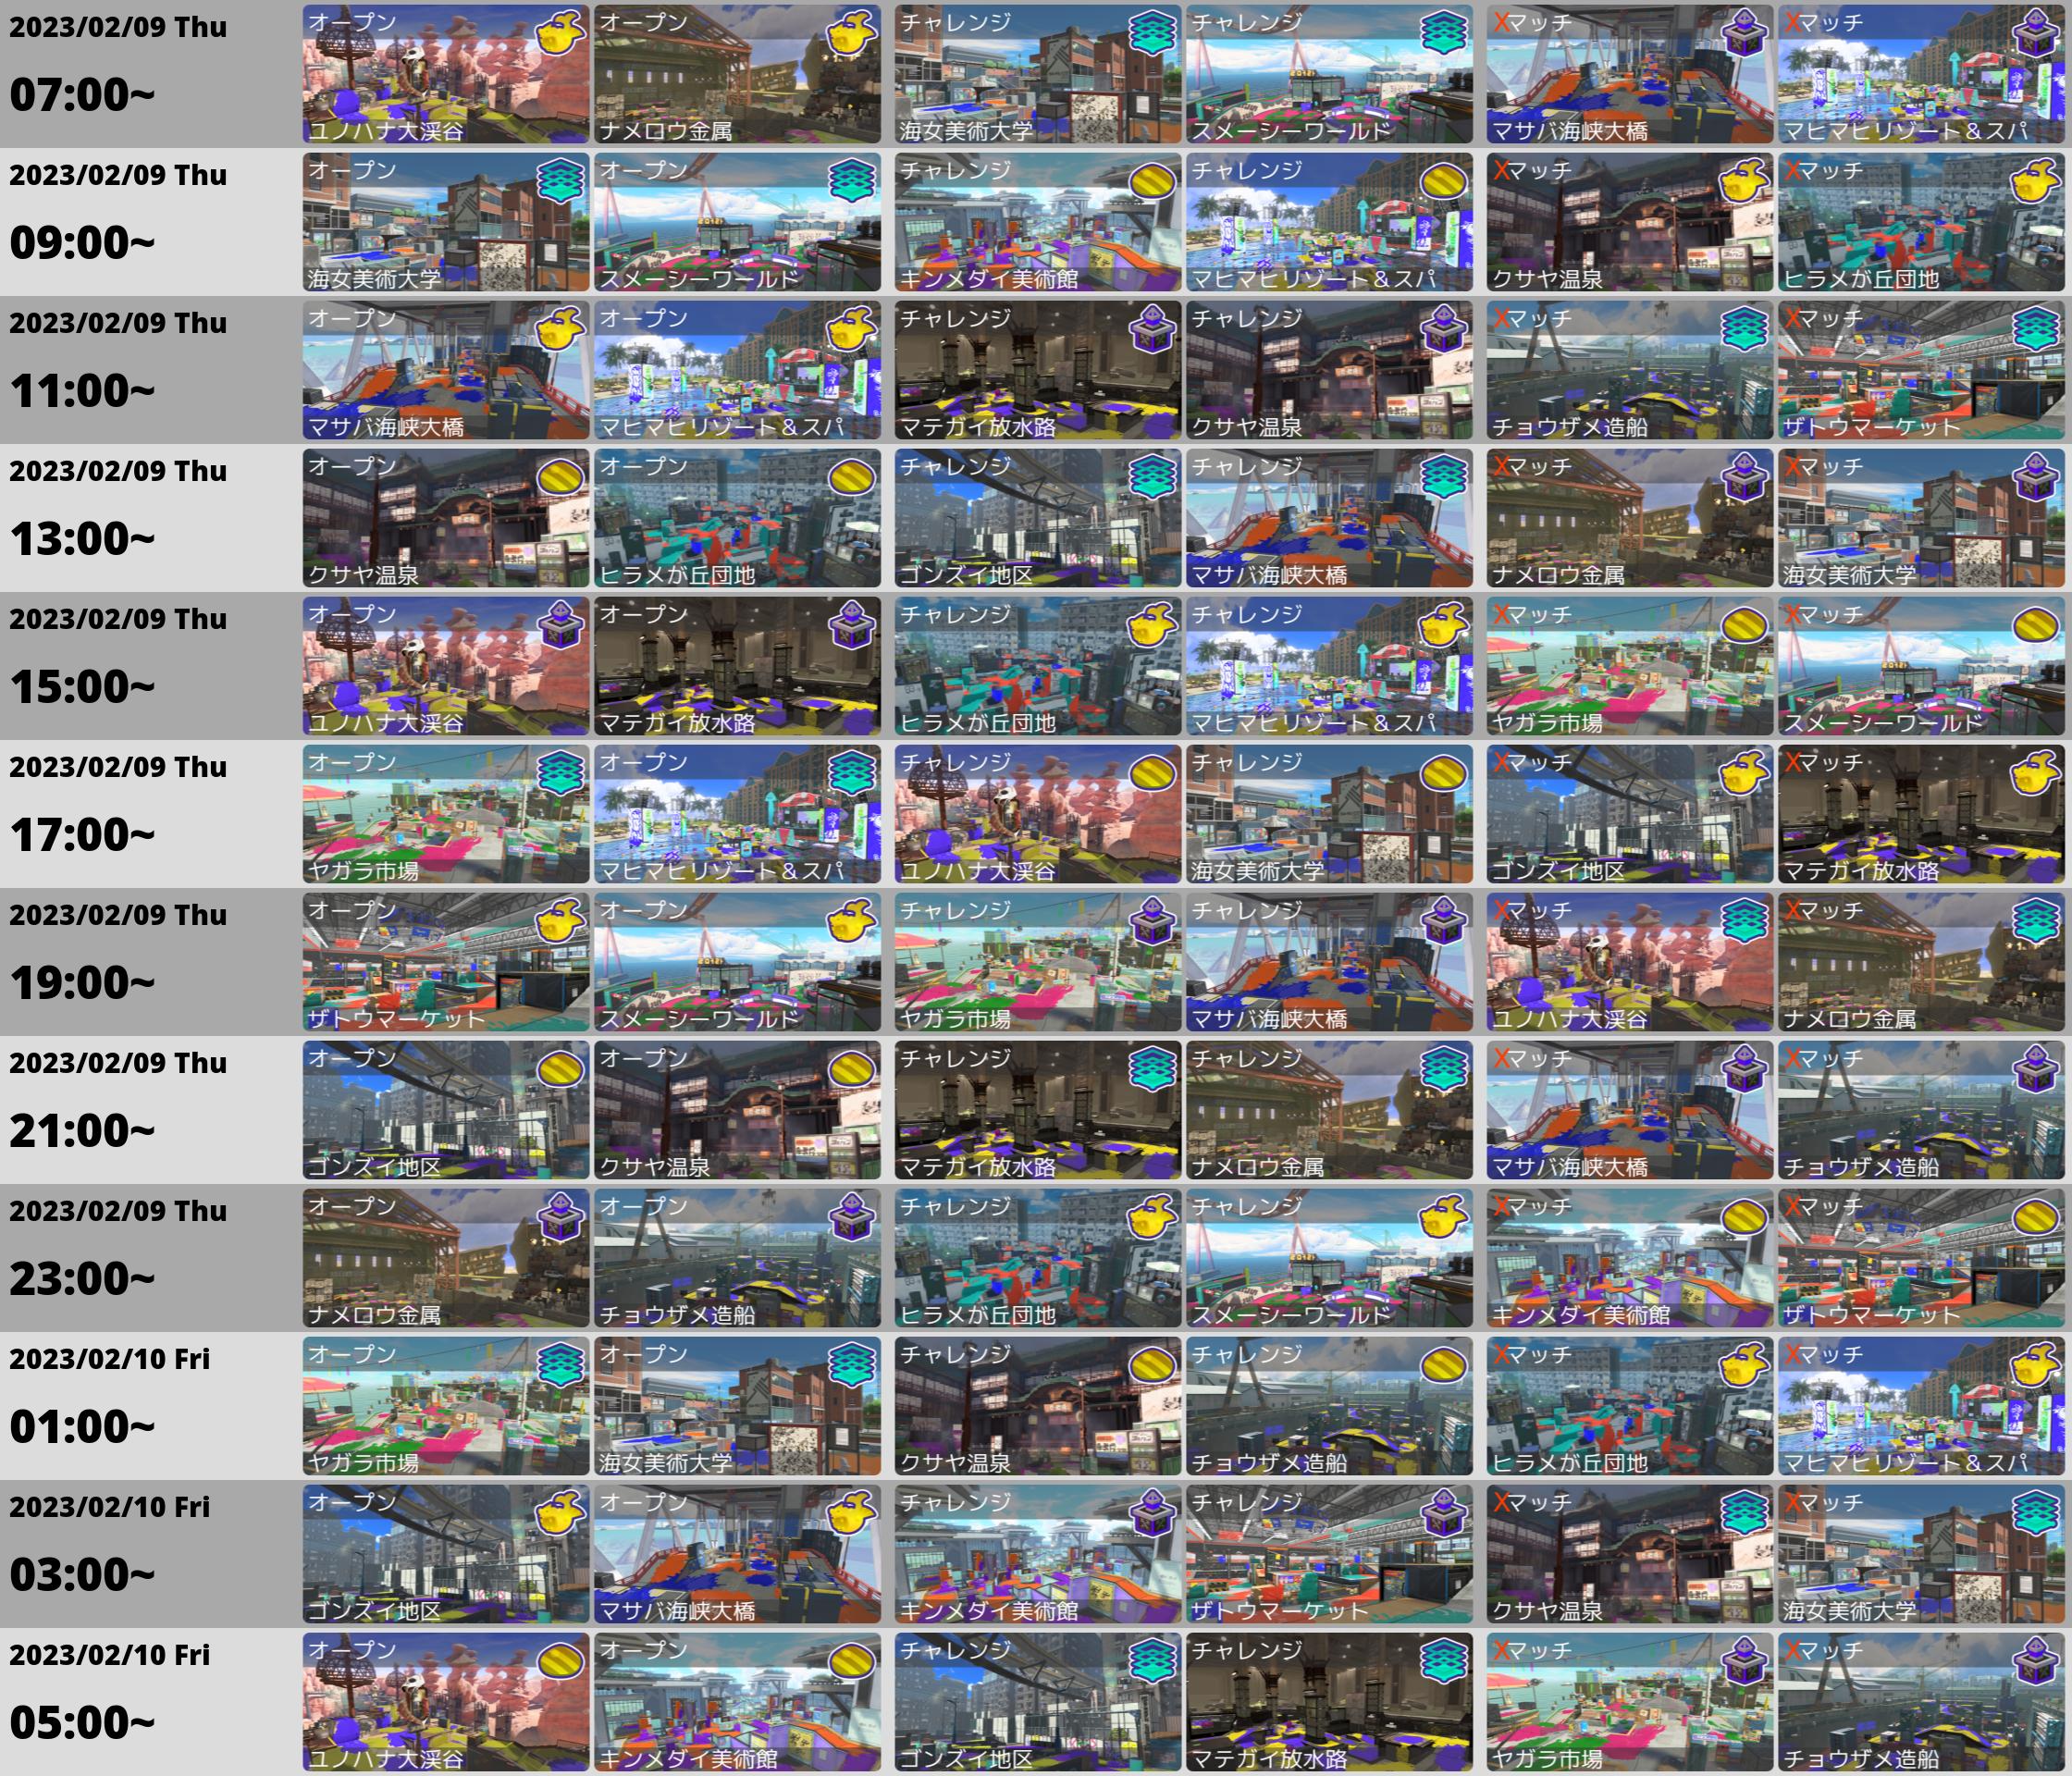 2023/02/09 Thu
07:00~
オープン
ユノハナ大渓谷
オープン
ナメロウ金属
チャレンジ
海女美術大学
チャレンジ
スメーシーワールド
Xマッチ
マサバ海峡大橋
Xマッチ
マヒマヒリゾート＆スパ
2023/02/09 Thu
09:00~
オープン
海女美術大学
オープン
スメーシーワールド
チャレンジ
キンメダイ美術館
チャレンジ
マヒマヒリゾート＆スパ
Xマッチ
クサヤ温泉
Xマッチ
ヒラメが丘団地
2023/02/09 Thu
11:00~
オープン
マサバ海峡大橋
オープン
マヒマヒリゾート＆スパ
チャレンジ
マテガイ放水路
チャレンジ
クサヤ温泉
Xマッチ
チョウザメ造船
Xマッチ
ザトウマーケット
2023/02/09 Thu
13:00~
オープン
クサヤ温泉
オープン
ヒラメが丘団地
チャレンジ
ゴンズイ地区
チャレンジ
マサバ海峡大橋
Xマッチ
ナメロウ金属
Xマッチ
海女美術大学
2023/02/09 Thu
15:00~
オープン
ユノハナ大渓谷
オープン
マテガイ放水路
チャレンジ
ヒラメが丘団地
チャレンジ
マヒマヒリゾート＆スパ
Xマッチ
ヤガラ市場
Xマッチ
スメーシーワールド
2023/02/09 Thu
17:00~
オープン
ヤガラ市場
オープン
マヒマヒリゾート＆スパ
チャレンジ
ユノハナ大渓谷
チャレンジ
海女美術大学
Xマッチ
ゴンズイ地区
Xマッチ
マテガイ放水路
2023/02/09 Thu
19:00~
オープン
ザトウマーケット
オープン
スメーシーワールド
チャレンジ
ヤガラ市場
チャレンジ
マサバ海峡大橋
Xマッチ
ユノハナ大渓谷
Xマッチ
ナメロウ金属
2023/02/09 Thu
21:00~
オープン
ゴンズイ地区
オープン
クサヤ温泉
チャレンジ
マテガイ放水路
チャレンジ
ナメロウ金属
Xマッチ
マサバ海峡大橋
Xマッチ
チョウザメ造船
2023/02/09 Thu
23:00~
オープン
ナメロウ金属
オープン
チョウザメ造船
チャレンジ
ヒラメが丘団地
チャレンジ
スメーシーワールド
Xマッチ
キンメダイ美術館
Xマッチ
ザトウマーケット
2023/02/10 Fri
01:00~
オープン
ヤガラ市場
オープン
海女美術大学
チャレンジ
クサヤ温泉
チャレンジ
チョウザメ造船
Xマッチ
ヒラメが丘団地
Xマッチ
マヒマヒリゾート＆スパ
2023/02/10 Fri
03:00~
オープン
ゴンズイ地区
オープン
マサバ海峡大橋
チャレンジ
キンメダイ美術館
チャレンジ
ザトウマーケット
Xマッチ
クサヤ温泉
Xマッチ
海女美術大学
2023/02/10 Fri
05:00~
オープン
ユノハナ大渓谷
オープン
キンメダイ美術館
チャレンジ
ゴンズイ地区
チャレンジ
マテガイ放水路
Xマッチ
ヤガラ市場
Xマッチ
チョウザメ造船